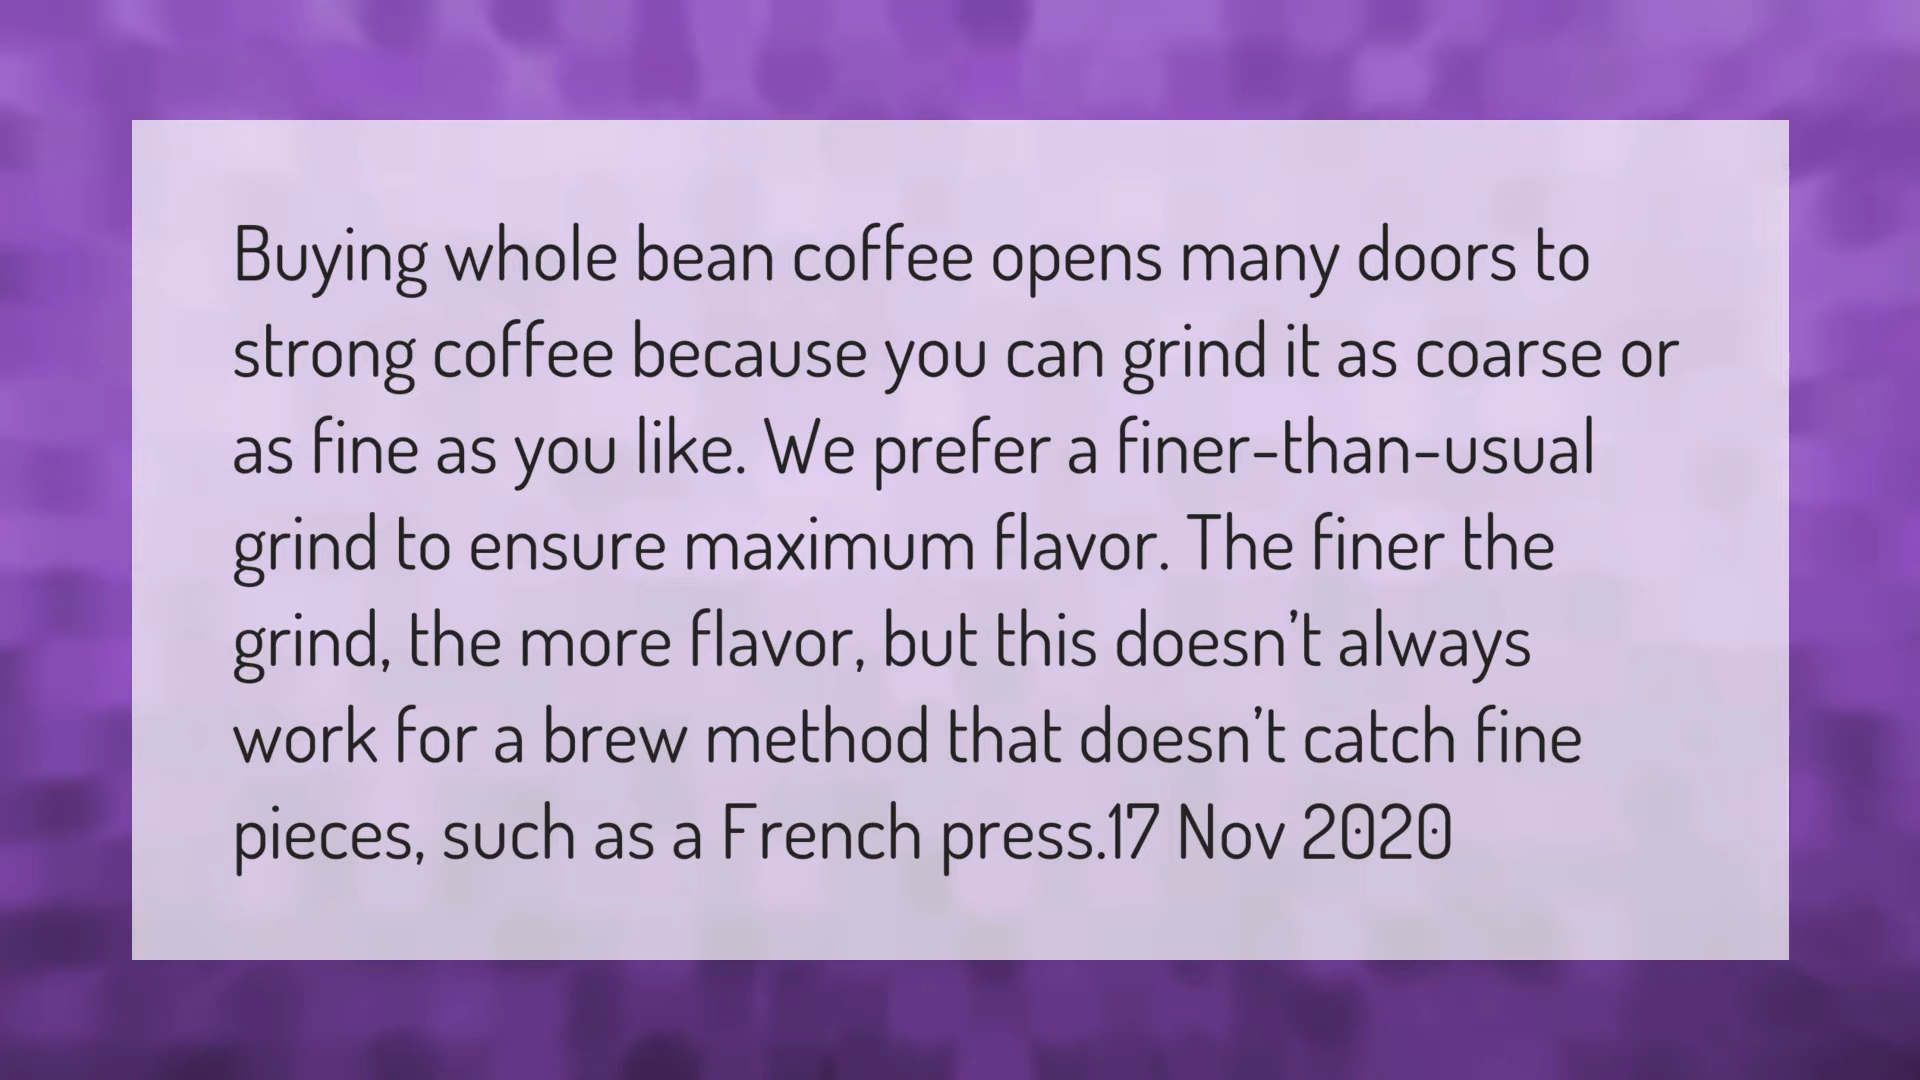 Buying whole bean coffee opens many doors to
strong coffee because you can grind it as coarse or
as fine as you like. We prefer a finer-than-usual
grind to ensure maximum flavor. The finer the
grind, the more flavor, but this doesn’t always
work for a brew method that doesn’t catch fine
pieces, such as a French press.17 Nov 2020